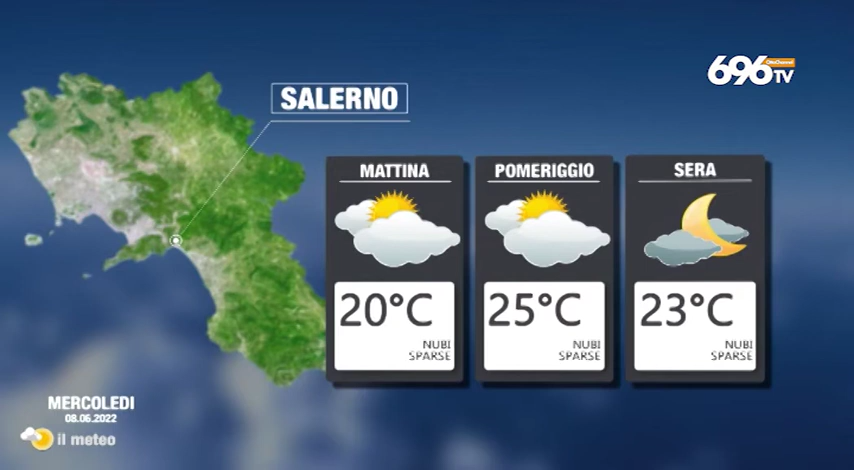 696 OttoChannel
TV
SALERNO
MATTINA
20°C
NUBI
SPARSE
POMERIGGIO
25°C
NUBI
SPARSE
SERA
23°C
NUBI
SPARSE
MERCOLEDI
08.06.2022
il meteo